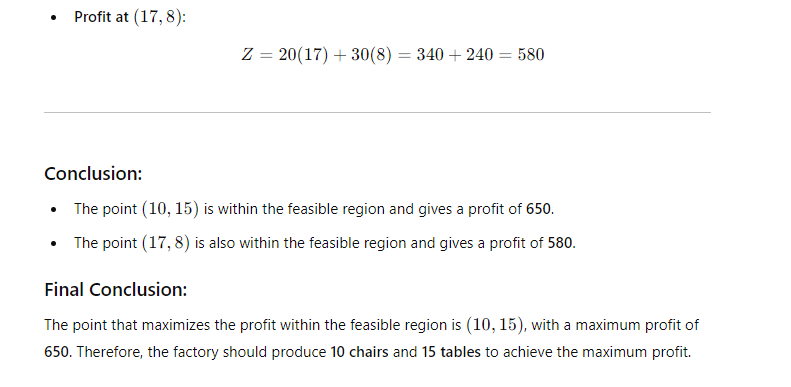 • Profit at (17, 8):
Z = 20(17) + 30(8) = 340 + 240 = 580
Conclusion:
• The point (10, 15) is within the feasible region and gives a profit of 650.
• The point (17, 8) is also within the feasible region and gives a profit of 580.
Final Conclusion:
The point that maximizes the profit within the feasible region is (10, 15), with a maximum profit of
650. Therefore, the factory should produce 10 chairs and 15 tables to achieve the maximum profit.